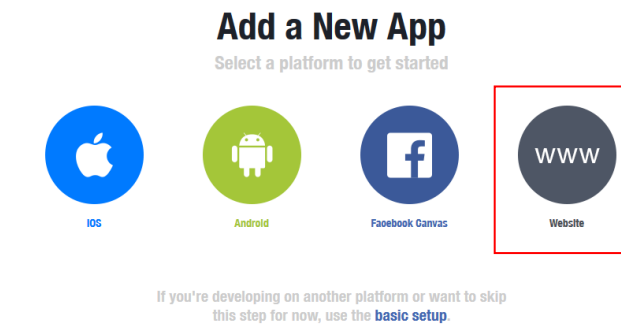 Add a New App
Select a platform to get started
WWW
iOS
Android
Facebook Canvas
Website
If you're developing on another platform or want to skip
this step for now, use the basic setup.